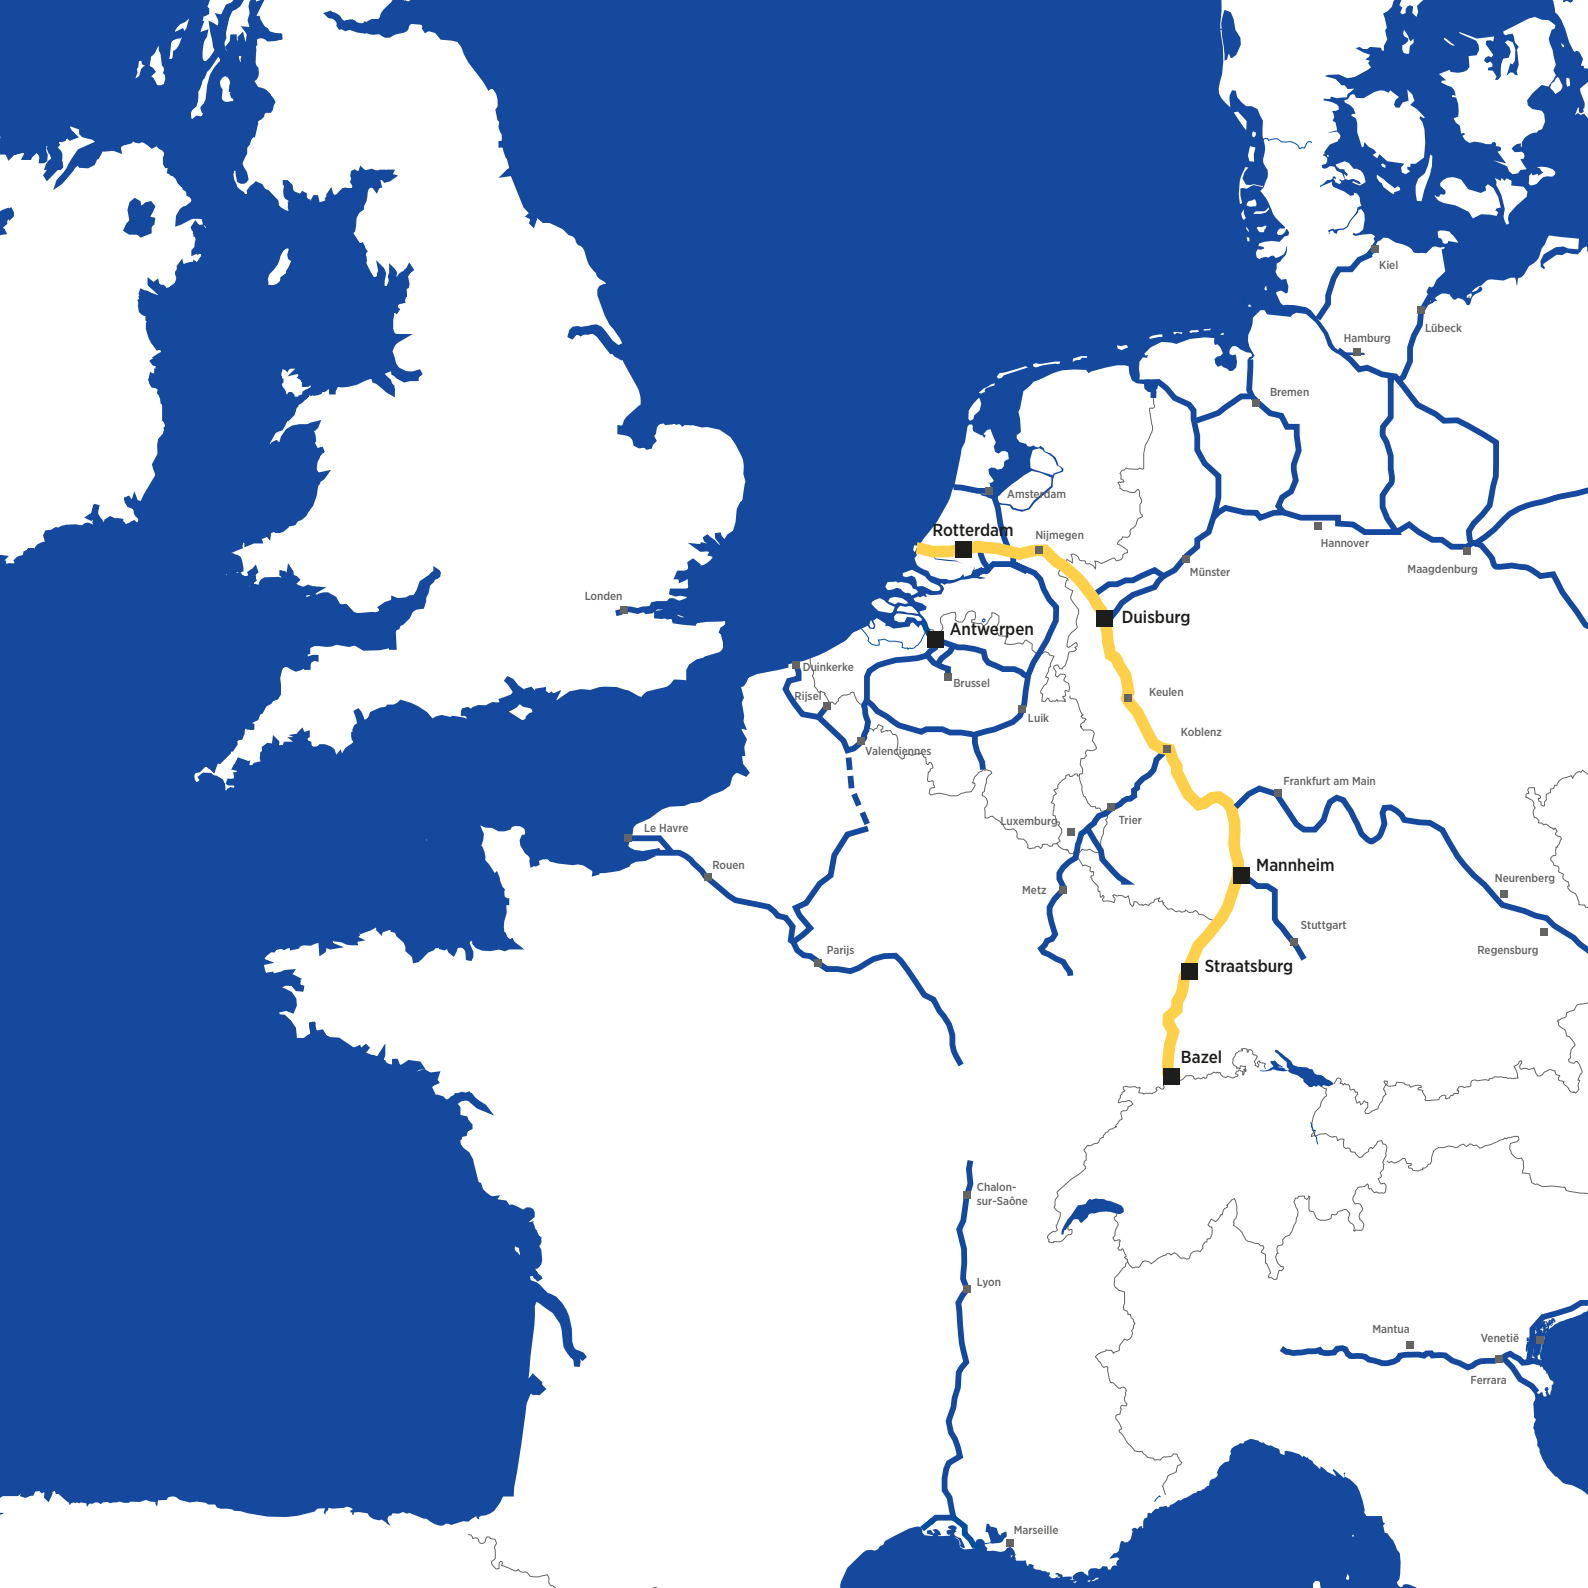 Kiel
Lübeck
Hamburg
Bremen
Amsterdam
Rotterdam
Nijmegen
Hannover
Maagdenburg
Münster
Londen
Duisburg
Antwerpen
Duinkerke
Brussel
Rijsel
Keulen
Luik
Koblenz
Valenciennes
Frankfurt am Main
Luxemburg
Trier
Le Havre
Rouen
Mannheim
Neurenberg
Metz
Stuttgart
Parijs
Regensburg
Straatsburg
Bazel
Chalon-
sur-Saône
Lyon
Mantua
Venetië
Ferrara
Marseille